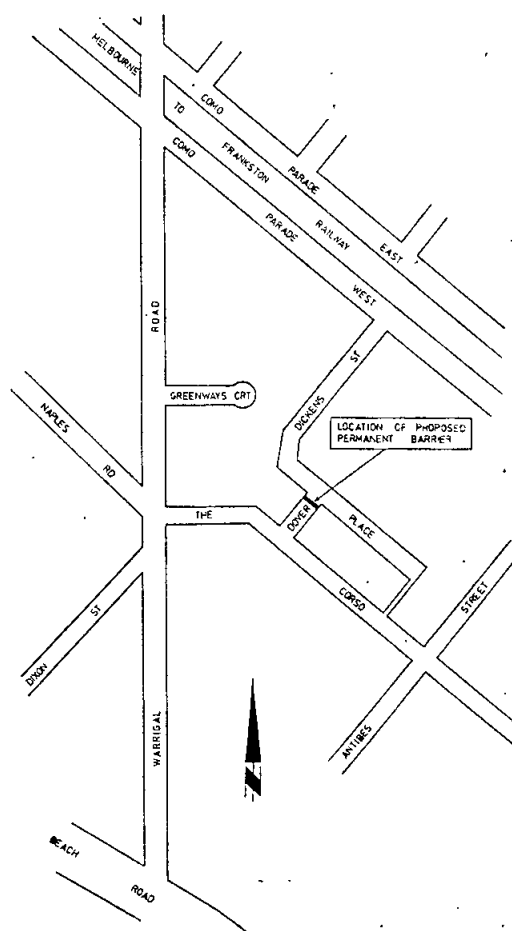 MELBOURNE
TO
FRANKSTON
RAILWAY
COMO
PARADE
EAST
COMO
PARADE
WEST
ROAD
GREENWAYS CRT
DICKENS
ST
NAPLES
RD
LOCATION OF PROPOSED
PERMANENT BARRIER
THE
DOVER
PLACE
CORSO
STREET
ANTIBES
DIXON
ST
WARRIGAL
BEACH
ROAD